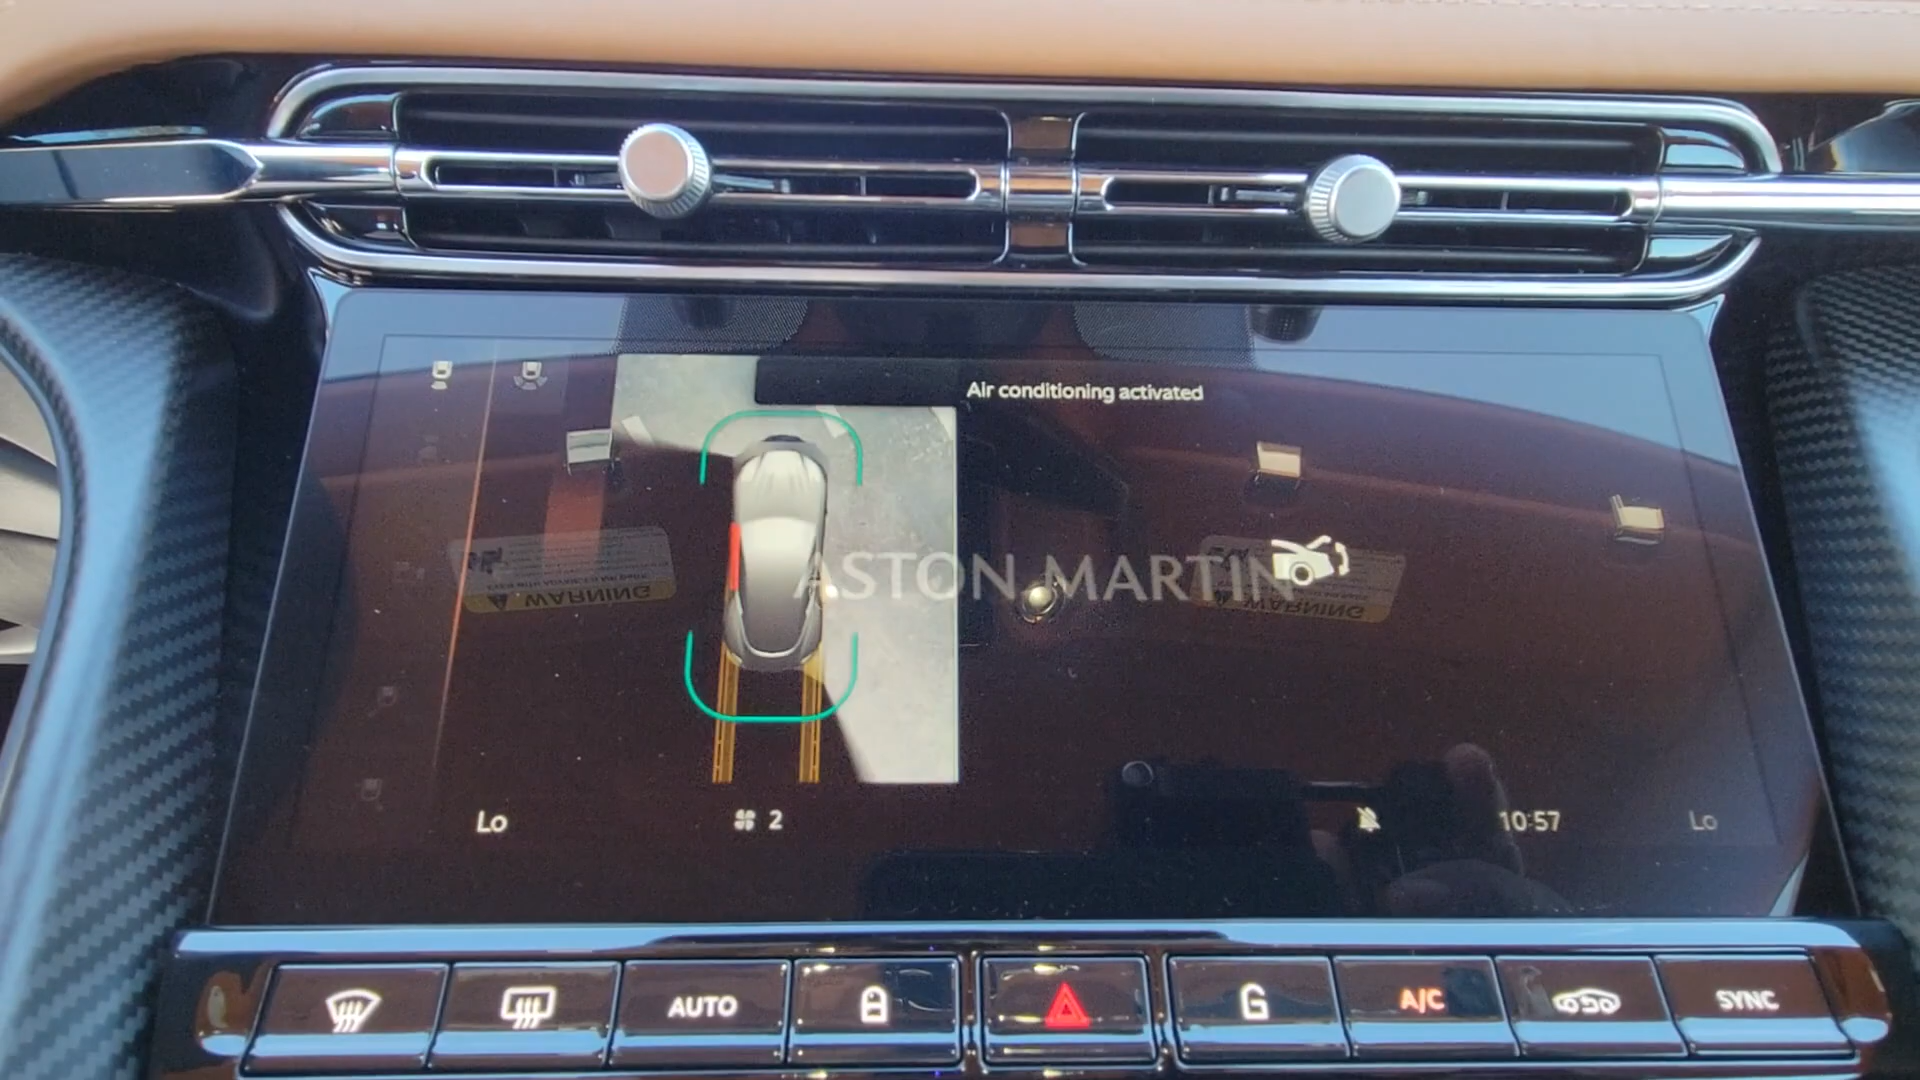 Air conditioning activated
ASTON MARTIN
WARNING
WARNING
Lo
2
10:57
Lo
AUTO
A/C
SYNC